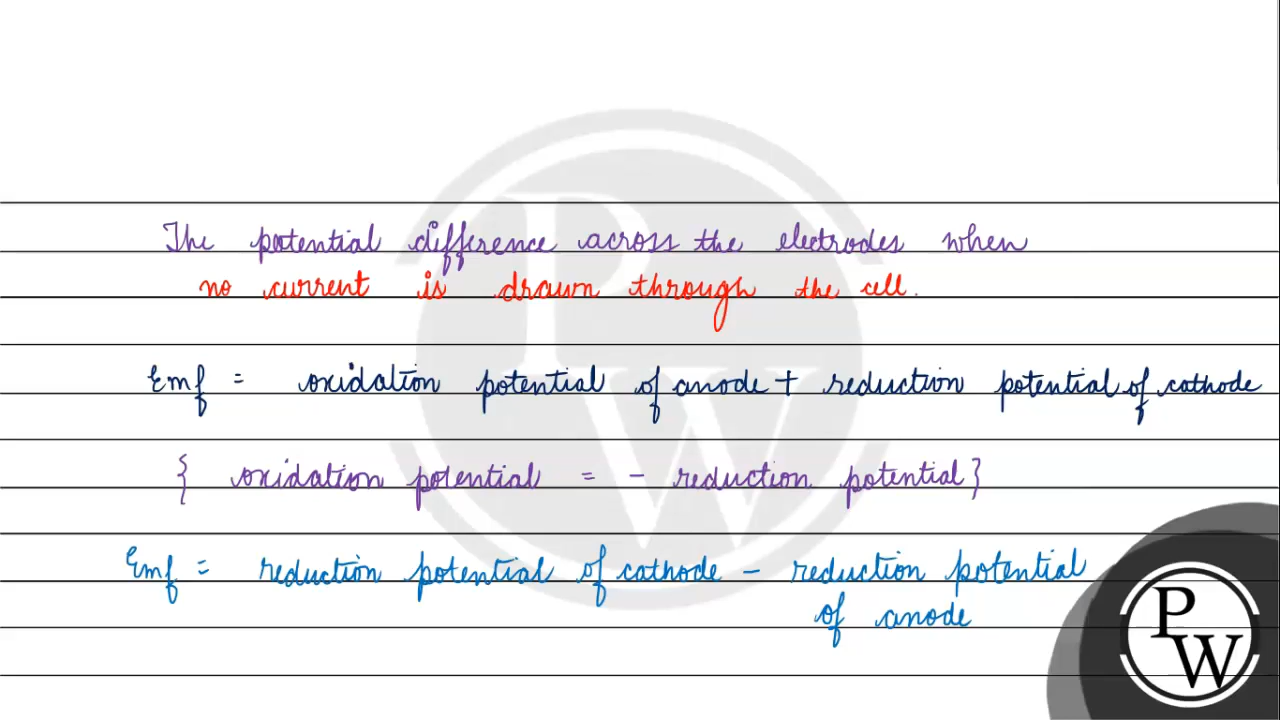 The potential difference across the electrodes when
no current is drawn through the cell.
Emf = oxidation potential of anode + reduction potential of cathode
{ oxidation potential = - reduction potential}
Emf = reduction potential of cathode - reduction potential
of anode
P
W
P
W